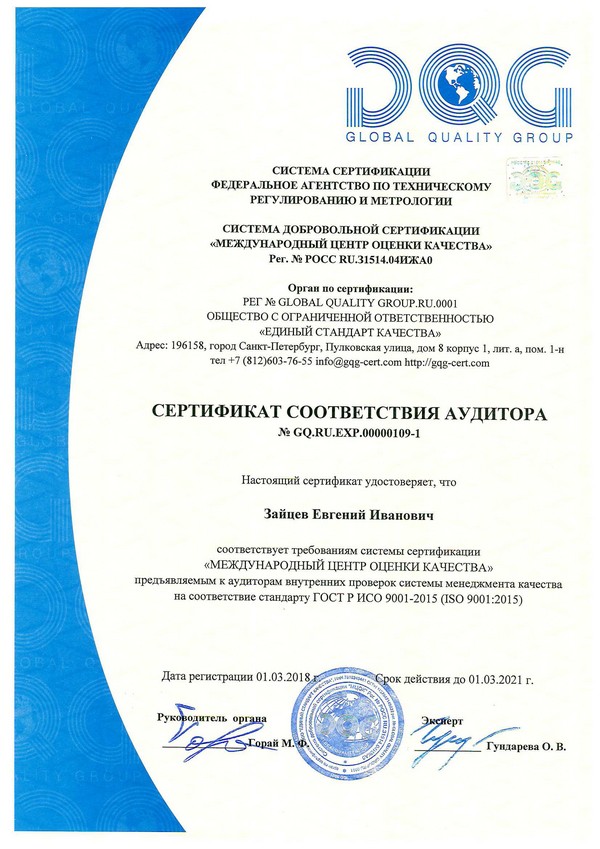 GQG
GLOBAL QUALITY GROUP
СИСТЕМА СЕРТИФИКАЦИИ
ФЕДЕРАЛЬНОЕ АГЕНТСТВО ПО ТЕХНИЧЕСКОМУ
РЕГУЛИРОВАНИЮ И МЕТРОЛОГИИ
СИСТЕМА ДОБРОВОЛЬНОЙ СЕРТИФИКАЦИИ
«МЕЖДУНАРОДНЫЙ ЦЕНТР ОЦЕНКИ КАЧЕСТВА»
Рег. № РОСС RU.31514.04ИЖА0
Орган по сертификации:
РЕГ № GLOBAL QUALITY GROUP.RU.0001
ОБЩЕСТВО С ОГРАНИЧЕННОЙ ОТВЕТСТВЕННОСТЬЮ
«ЕДИНЫЙ СТАНДАРТ КАЧЕСТВА»
Адрес: 196158, город Санкт-Петербург, Пулковская улица, дом 8 корпус 1, лит. а, пом. 1-н
тел +7 (812)603-76-55 info@gqg-cert.com http://gqg-cert.com
СЕРТИФИКАТ СООТВЕТСТВИЯ АУДИТОРА
№ GQ.RU.EXP.00000109-1
Настоящий сертификат удостоверяет, что
Зайцев Евгений Иванович
соответствует требованиям системы сертификации
«МЕЖДУНАРОДНЫЙ ЦЕНТР ОЦЕНКИ КАЧЕСТВА»
предъявляемым к аудиторам внутренних проверок системы менеджмента качества
на соответствие стандарту ГОСТ Р ИСО 9001-2015 (ISO 9001:2015)
Дата регистрации 01.03.2018 г.
Срок действия до 01.03.2021 г.
Руководитель органа
Эксперт
Горай М. Ф.
Гундарева О. В.